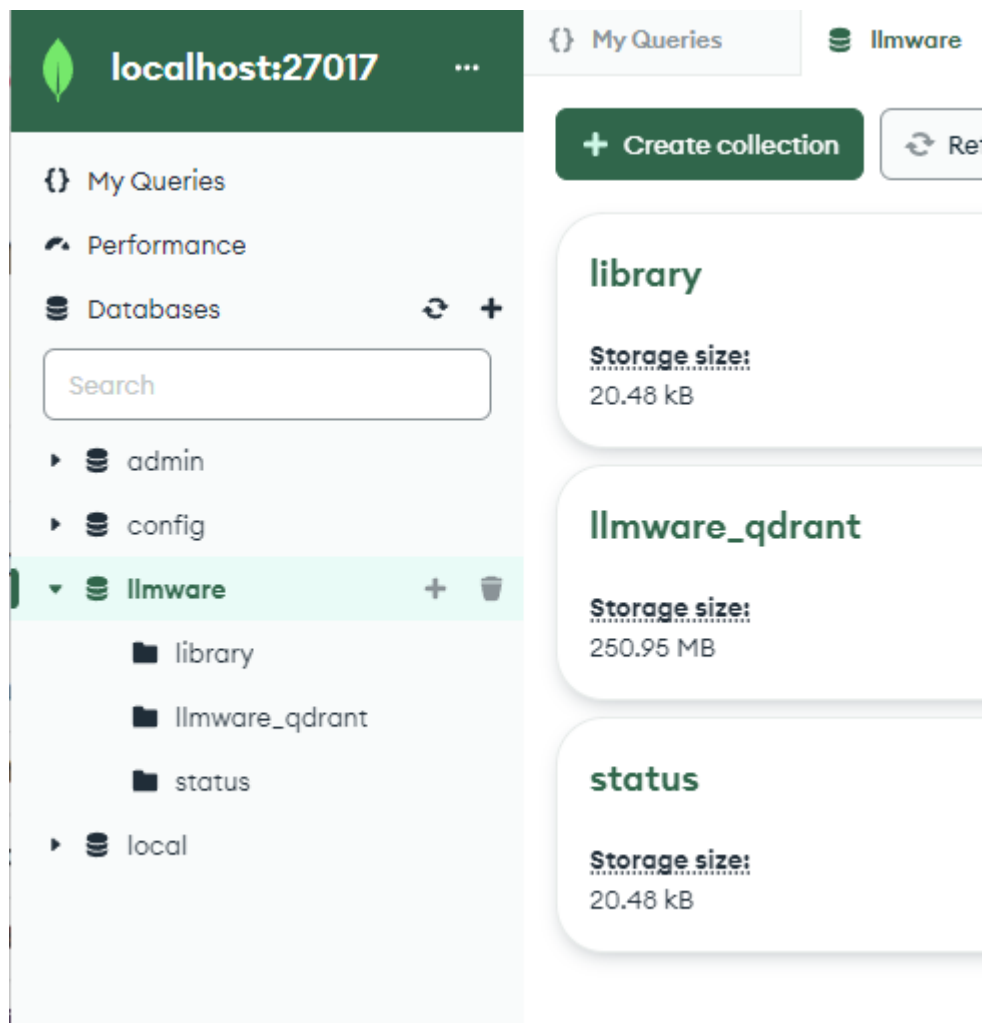 localhost:27017
My Queries
Performance
Databases
Search
admin
config
llmware
library
llmware_qdrant
status
local
My Queries
llmware
Create collection
library
Storage size:
20.48 kB
llmware_qdrant
Storage size:
250.95 MB
status
Storage size:
20.48 kB